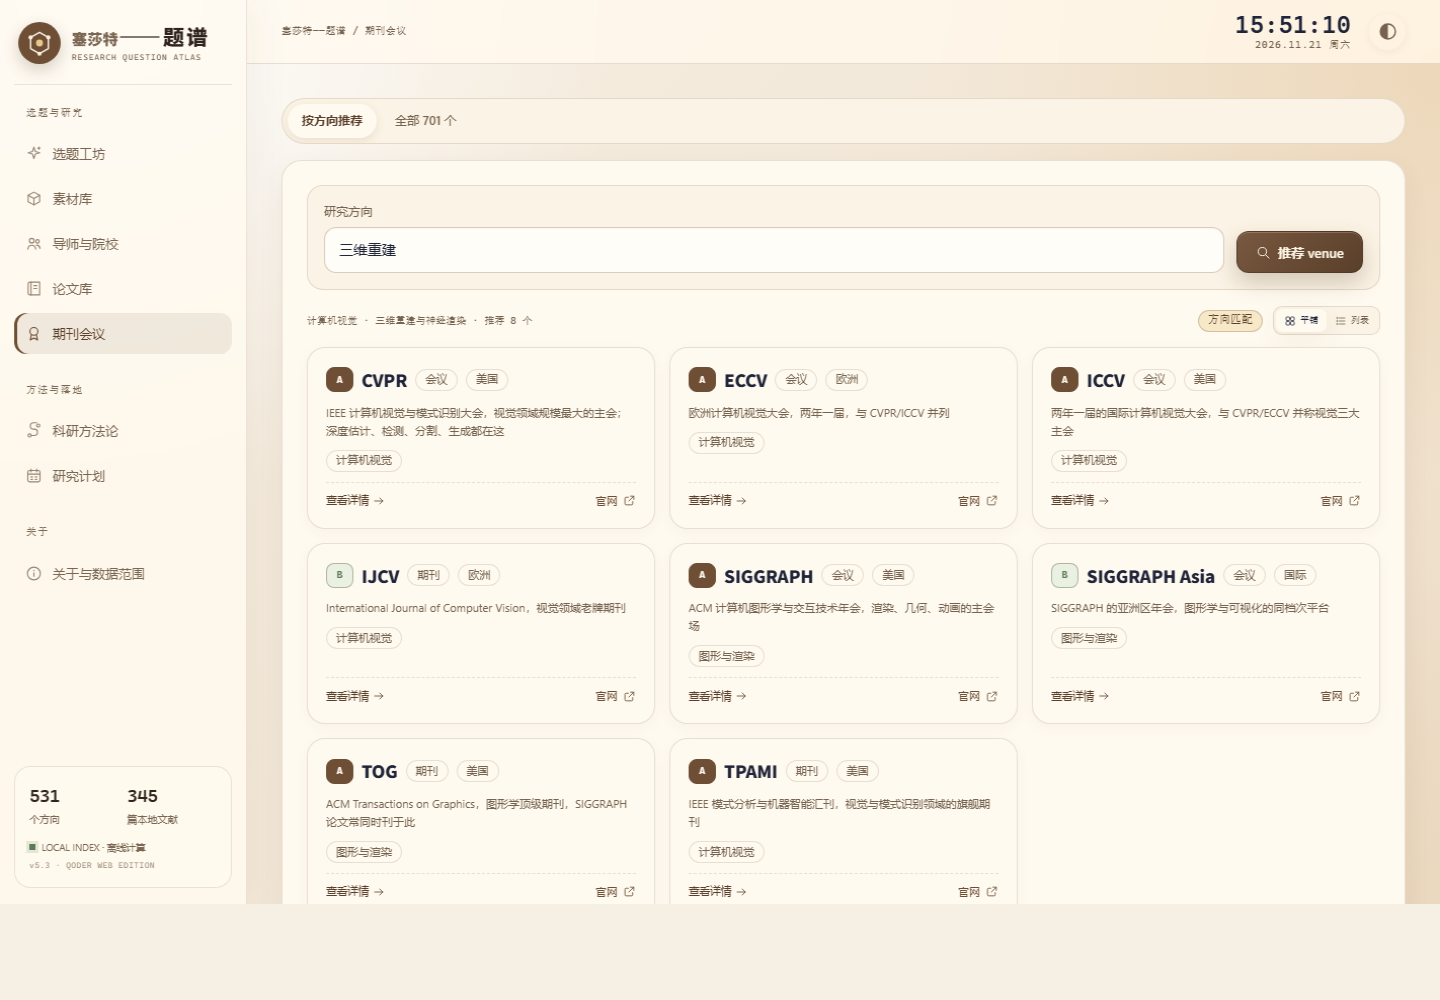 塞莎特——题谱
RESEARCH QUESTION ATLAS
选题与研究
选题工坊
素材库
导师与院校
论文库
期刊会议
方法与落地
科研方法论
研究计划
关于
关于与数据范围
531
个方向
345
篇本地文献
LOCAL INDEX · 离线计算
v5.3 · QODER WEB EDITION
塞莎特——题谱 / 期刊会议
15:51:10
2026.11.21 周六
按方向推荐
全部 701 个
研究方向
三维重建
推荐 venue
计算机视觉 · 三维重建与神经渲染 · 推荐 8 个
方向匹配
平铺
列表
A CVPR 会议 美国
IEEE 计算机视觉与模式识别大会，视觉领域规模最大的主会；
深度估计、检测、分割、生成都在这
计算机视觉
查看详情 →
官网
A ECCV 会议 欧洲
欧洲计算机视觉大会，两年一届，与 CVPR/ICCV 并列
计算机视觉
查看详情 →
官网
A ICCV 会议 美国
两年一届的国际计算机视觉大会，与 CVPR/ECCV 并称视觉三大
主会
计算机视觉
查看详情 →
官网
B IJCV 期刊 欧洲
International Journal of Computer Vision，视觉领域老牌期刊
计算机视觉
查看详情 →
官网
A SIGGRAPH 会议 美国
ACM 计算机图形学与交互技术年会，渲染、几何、动画的主会
场
图形与渲染
查看详情 →
官网
B SIGGRAPH Asia 会议 国际
SIGGRAPH 的亚洲区年会，图形学与可视化的同档次平台
图形与渲染
查看详情 →
官网
A TOG 期刊 美国
ACM Transactions on Graphics，图形学顶级期刊，SIGGRAPH
论文常同时刊于此
图形与渲染
查看详情 →
官网
A TPAMI 期刊 美国
IEEE 模式分析与机器智能汇刊，视觉与模式识别领域的旗舰期
刊
计算机视觉
查看详情 →
官网